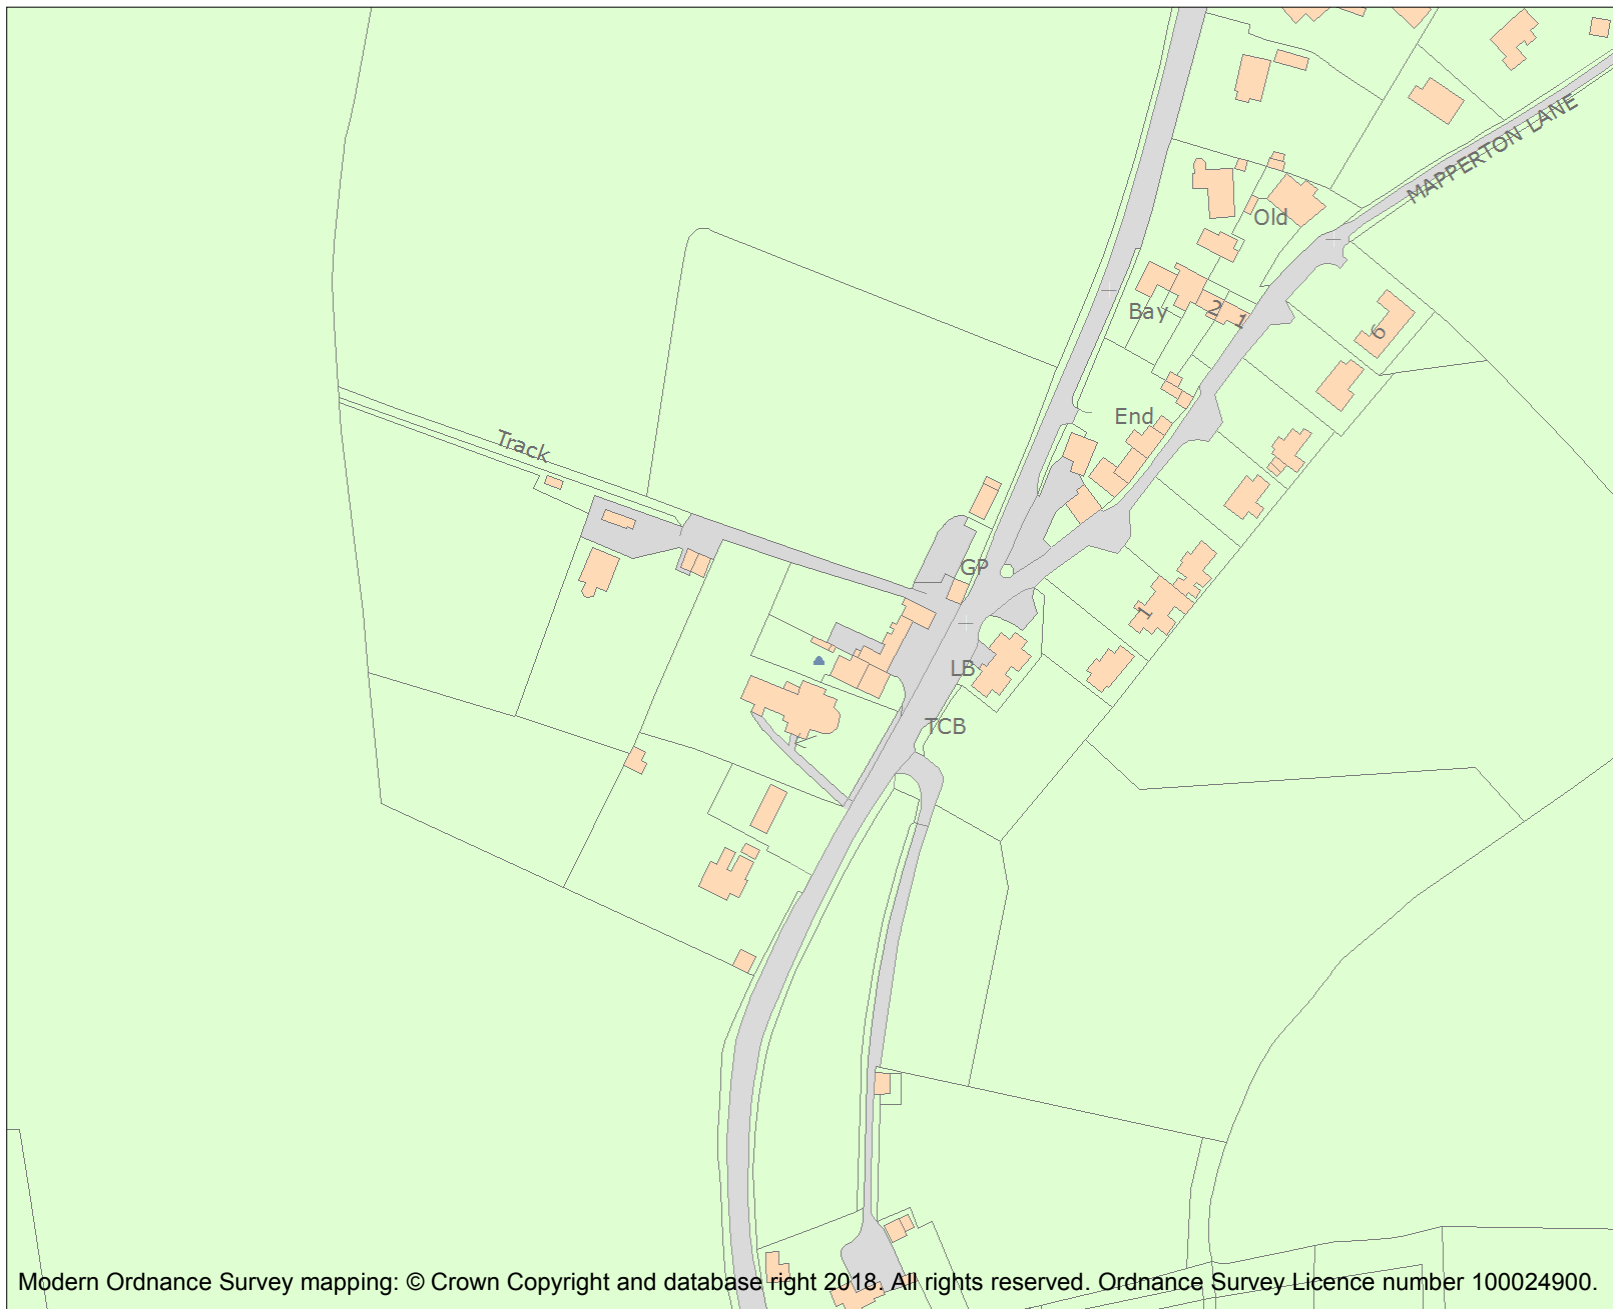 MAPPERTON LANE
Old
Bay
2
1
6
End
Track
GP
1
LB
TCB
Modern Ordnance Survey mapping: © Crown Copyright and database right 2018. All rights reserved. Ordnance Survey Licence number 100024900.